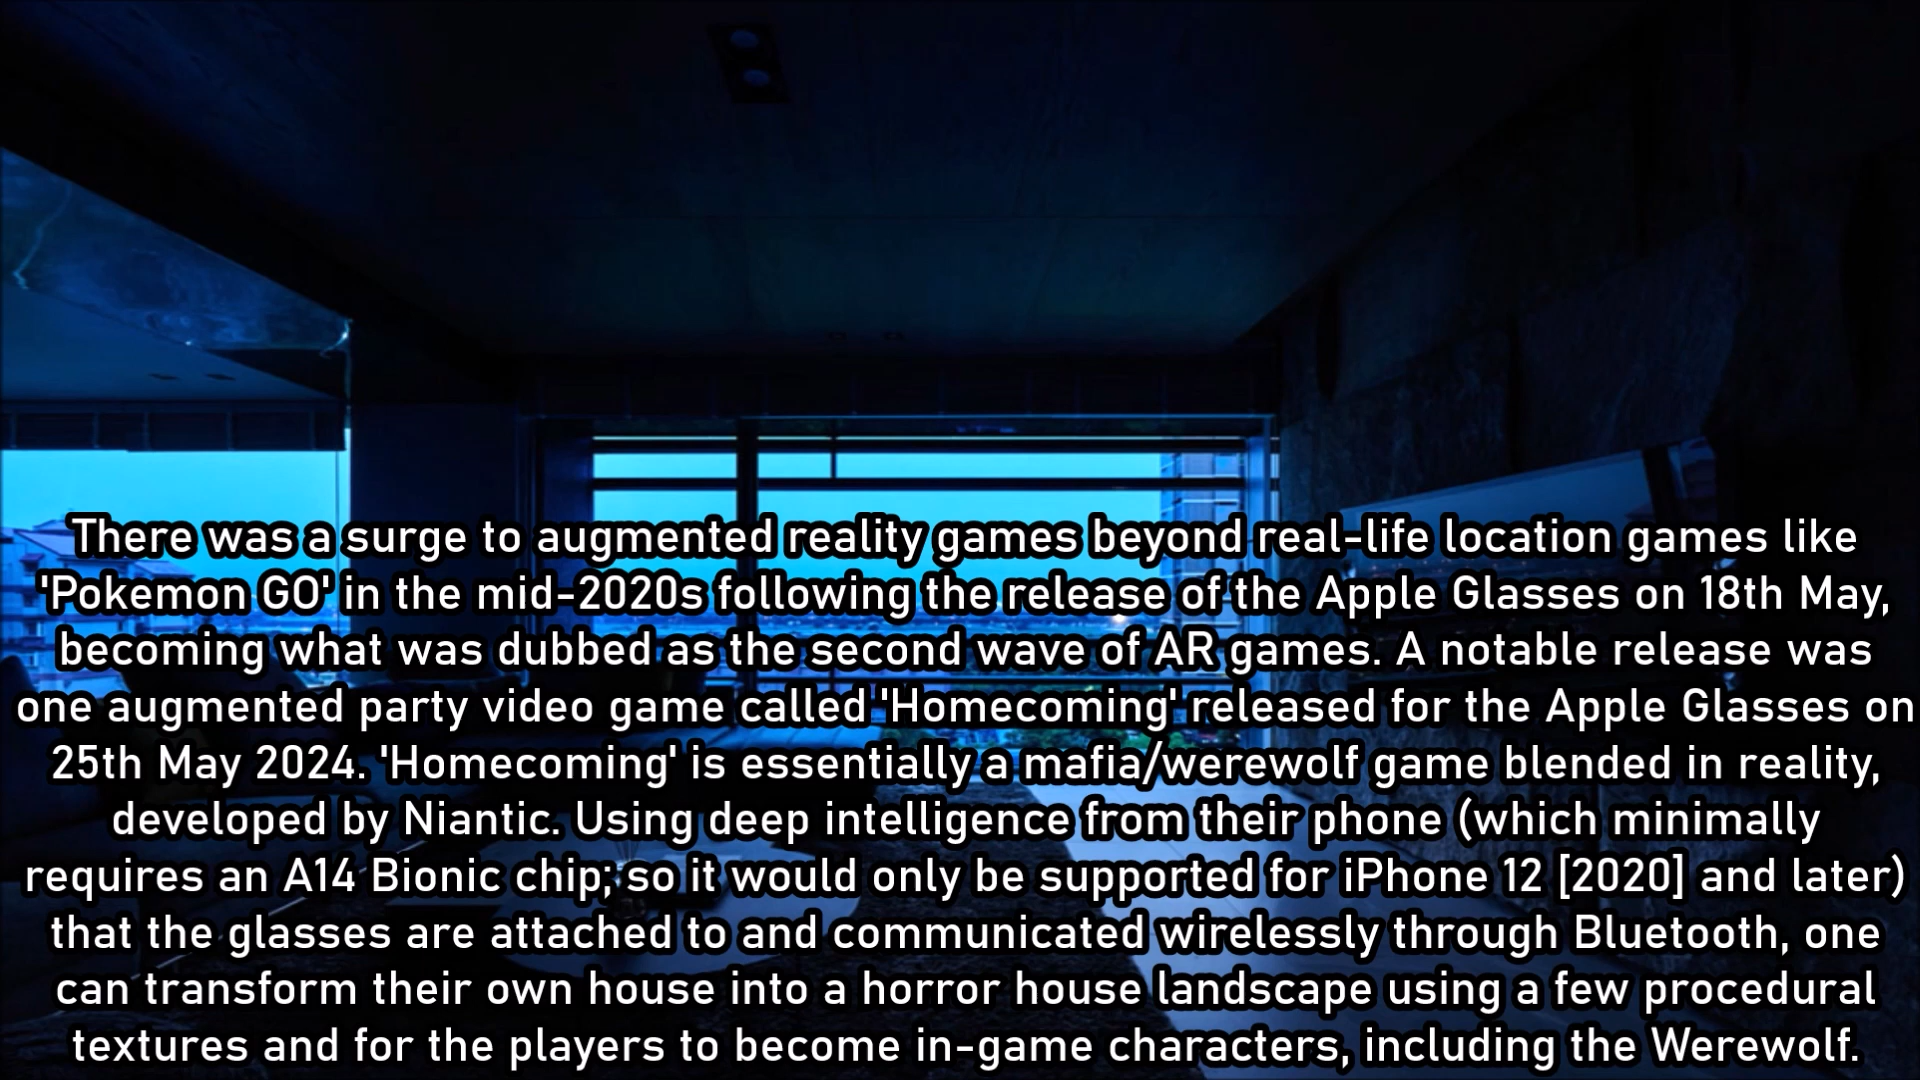 There was a surge to augmented reality games beyond real-life location games like
'Pokemon GO' in the mid-2020s following the release of the Apple Glasses on 18th May,
becoming what was dubbed as the second wave of AR games. A notable release was
one augmented party video game called 'Homecoming' released for the Apple Glasses on
25th May 2024. 'Homecoming' is essentially a mafia/werewolf game blended in reality,
developed by Niantic. Using deep intelligence from their phone (which minimally
requires an A14 Bionic chip; so it would only be supported for iPhone 12 [2020] and later)
that the glasses are attached to and communicated wirelessly through Bluetooth, one
can transform their own house into a horror house landscape using a few procedural
textures and for the players to become in-game characters, including the Werewolf.